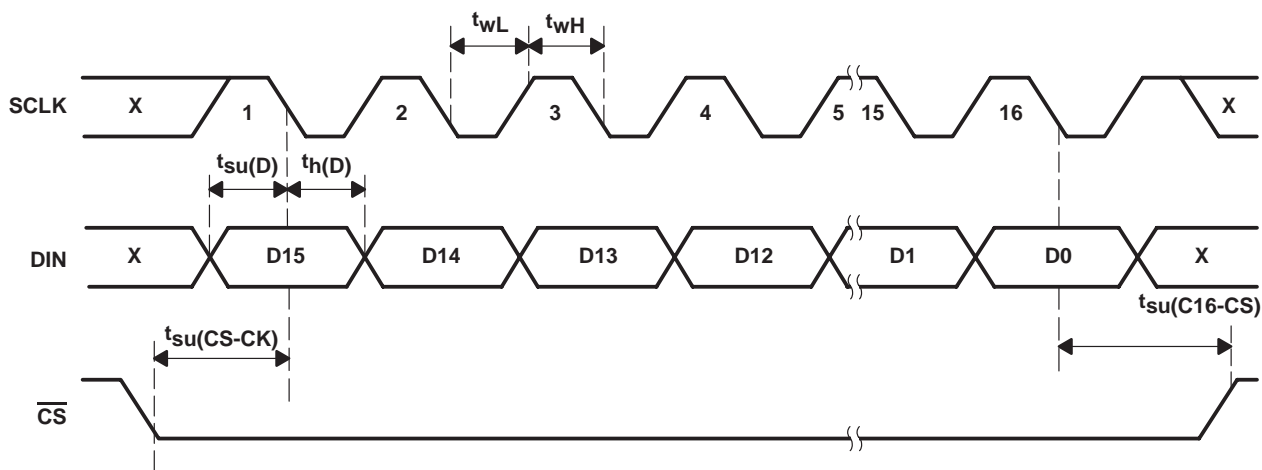 twL twH
SCLK X 1 2 3 4 5 15 16 X
tsu(D) th(D)
DIN X D15 D14 D13 D12 D1 D0 X
tsu(CS-CK) tsu(C16-CS)
C̅S̅